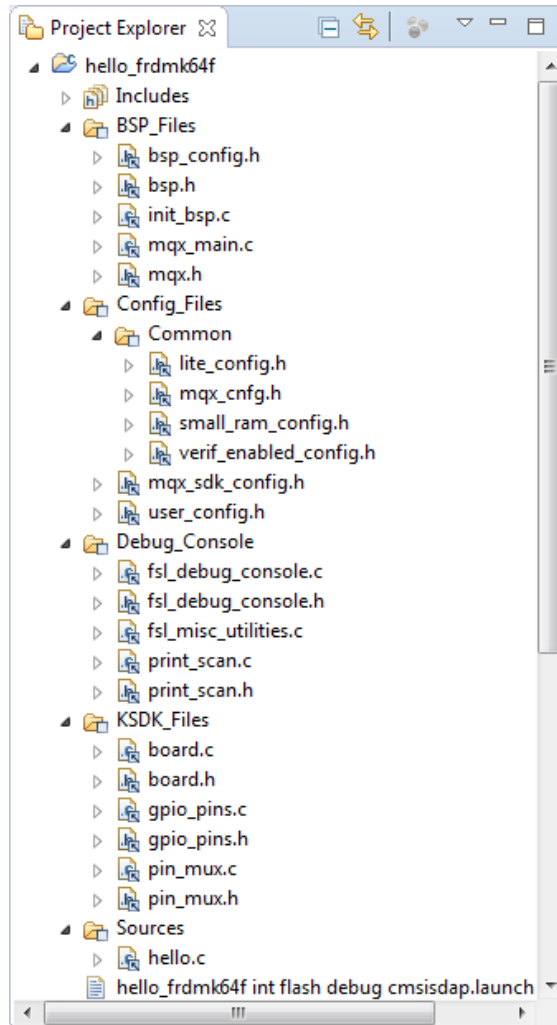 Project Explorer
hello_frdmk64f
Includes
BSP_Files
bsp_config.h
bsp.h
init_bsp.c
mqx_main.c
mqx.h
Config_Files
Common
lite_config.h
mqx_cnfg.h
small_ram_config.h
verif_enabled_config.h
mqx_sdk_config.h
user_config.h
Debug_Console
fsl_debug_console.c
fsl_debug_console.h
fsl_misc_utilities.c
print_scan.c
print_scan.h
KSDK_Files
board.c
board.h
gpio_pins.c
gpio_pins.h
pin_mux.c
pin_mux.h
Sources
hello.c
hello_frdmk64f int flash debug cmsisdap.launch